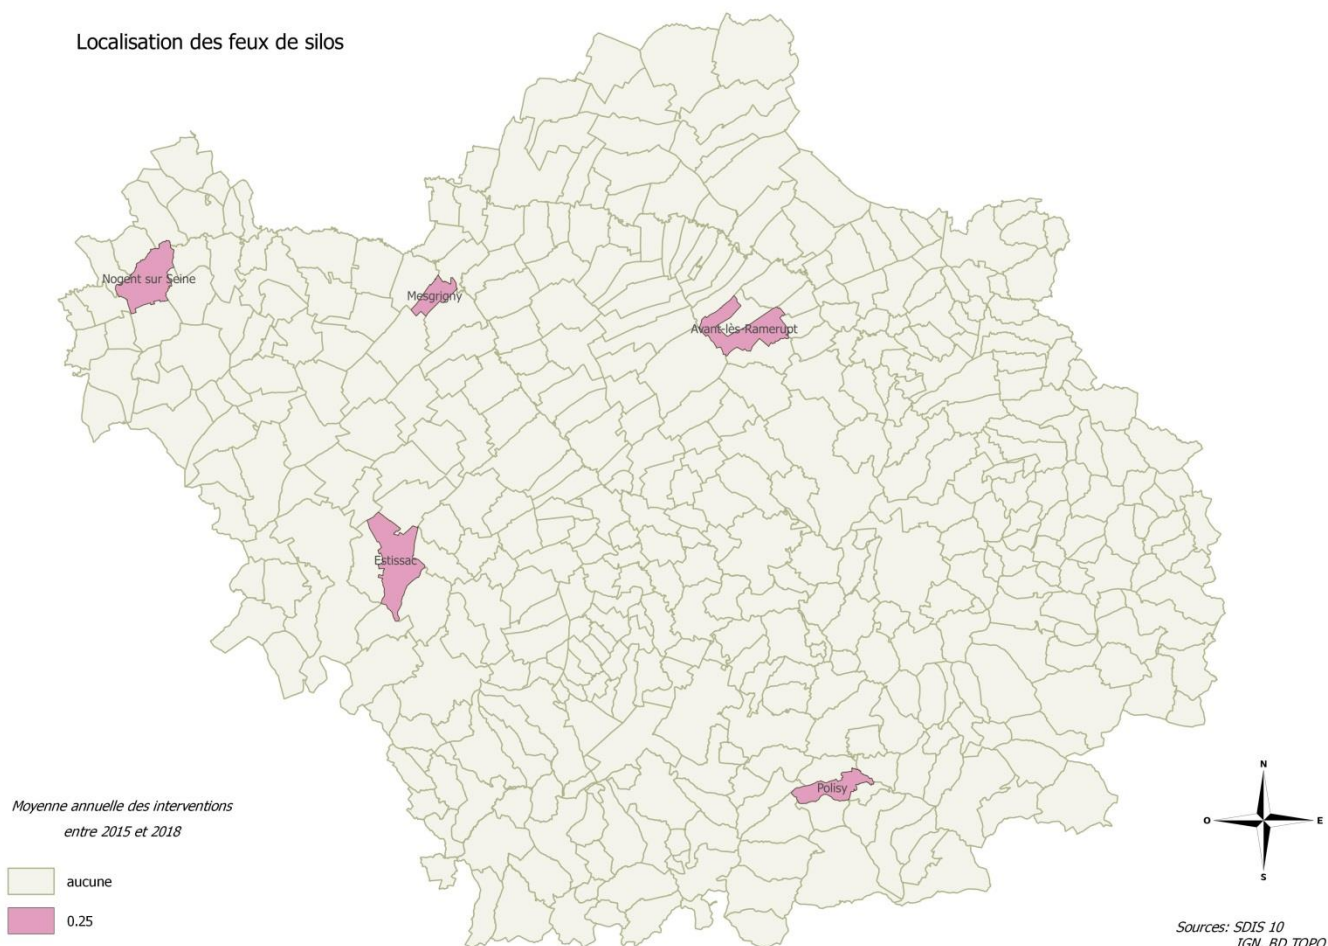 Localisation des feux de silos
Nogent sur Seine
Mesgrigny
Avant-lès-Ramerupt
Estissac
Polisy
Moyenne annuelle des interventions
entre 2015 et 2018
aucune
0.25
N
O
E
S
Sources: SDIS 10
IGN, BD TOPO